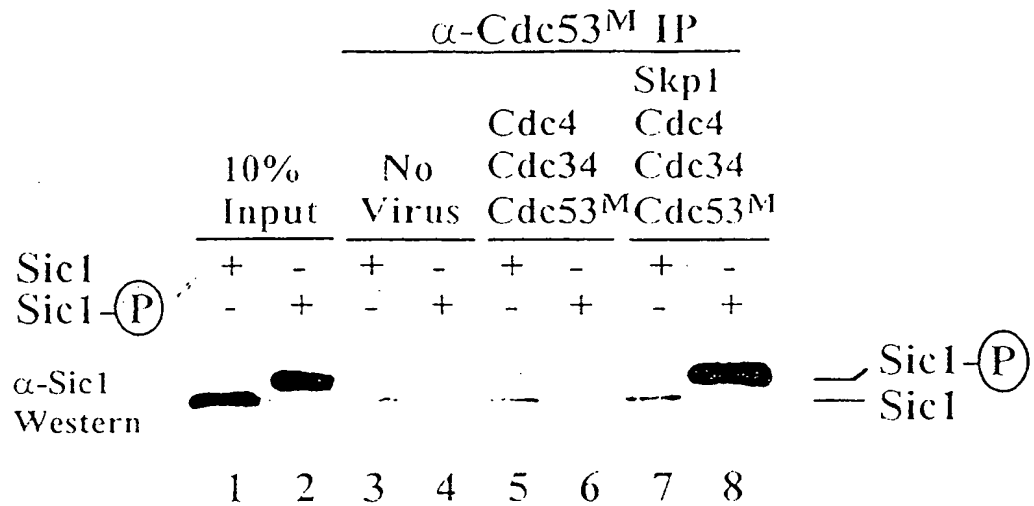 α-Cdc53M IP
Skp1
Cdc4 Cdc4
10% No Cdc34 Cdc34
Input Virus Cdc53M Cdc53M
Sic1 + - + - + - + -
Sic1-P - + - + - + - +
α-Sic1
Western
Sic1-P
Sic1
1 2 3 4 5 6 7 8